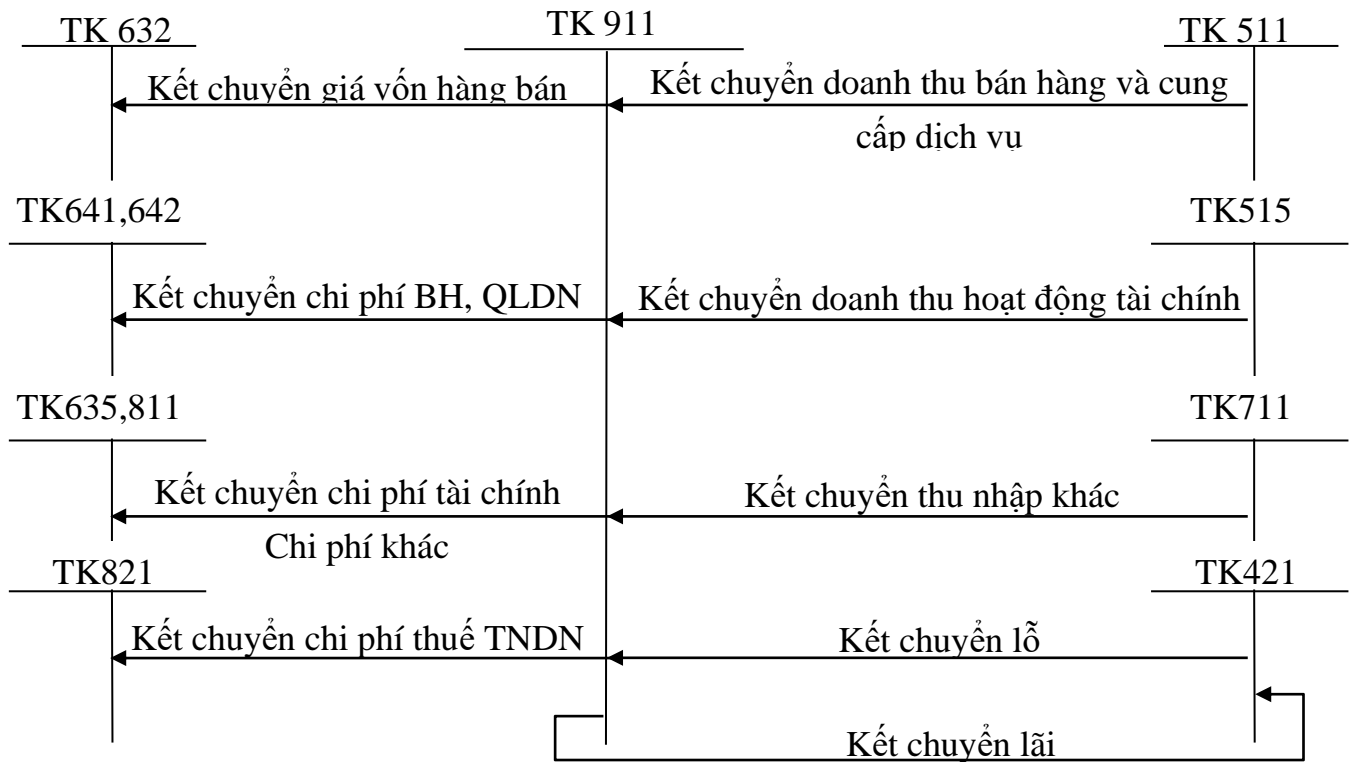 TK 632
TK 911
TK 511
Kết chuyển giá vốn hàng bán
Kết chuyển doanh thu bán hàng và cung
cấp dịch vụ
TK641,642
TK515
Kết chuyển chi phí BH, QLDN
Kết chuyển doanh thu hoạt động tài chính
TK635,811
TK711
Kết chuyển chi phí tài chính
Kết chuyển thu nhập khác
Chi phí khác
TK821
TK421
Kết chuyển chi phí thuế TNDN
Kết chuyển lỗ
Kết chuyển lãi